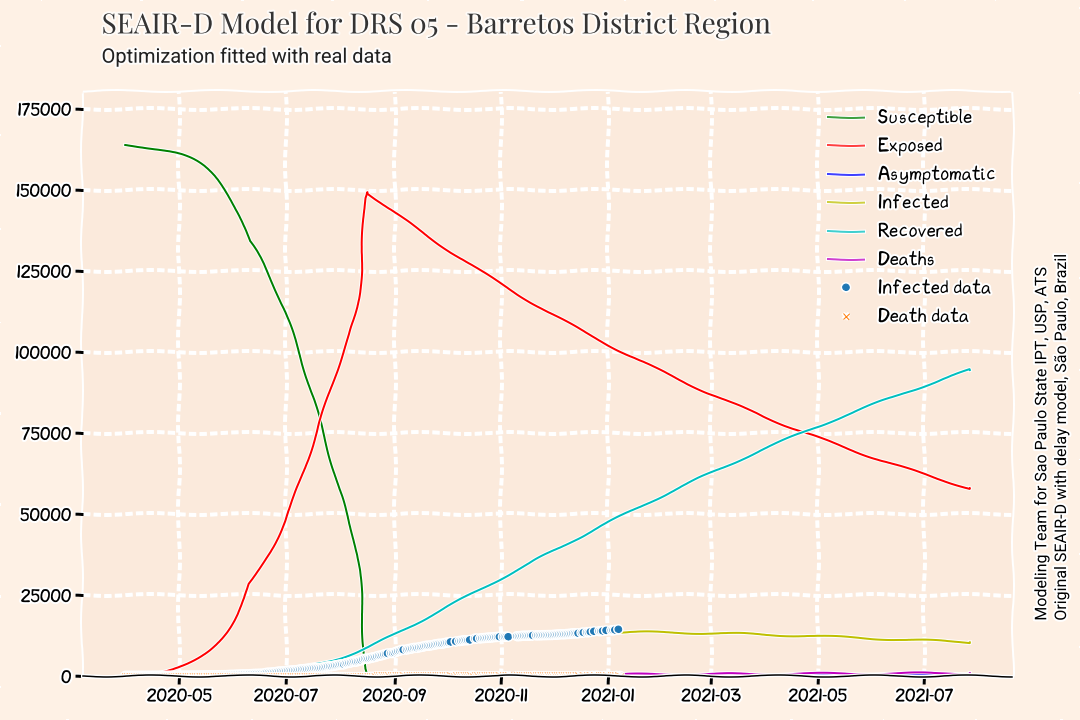 SEAIR-D Model for DRS 05 - Barretos District Region
Optimization fitted with real data
175000
150000
125000
100000
75000
50000
25000
0
2020-05
2020-07
2020-09
2020-11
2021-01
2021-03
2021-05
2021-07
Susceptible
Exposed
Asymptomatic
Infected
Recovered
Deaths
Infected data
Death data
Modeling Team for Sao Paulo State IPT, USP, ATS
Original SEAIR-D with delay model, São Paulo, Brazil